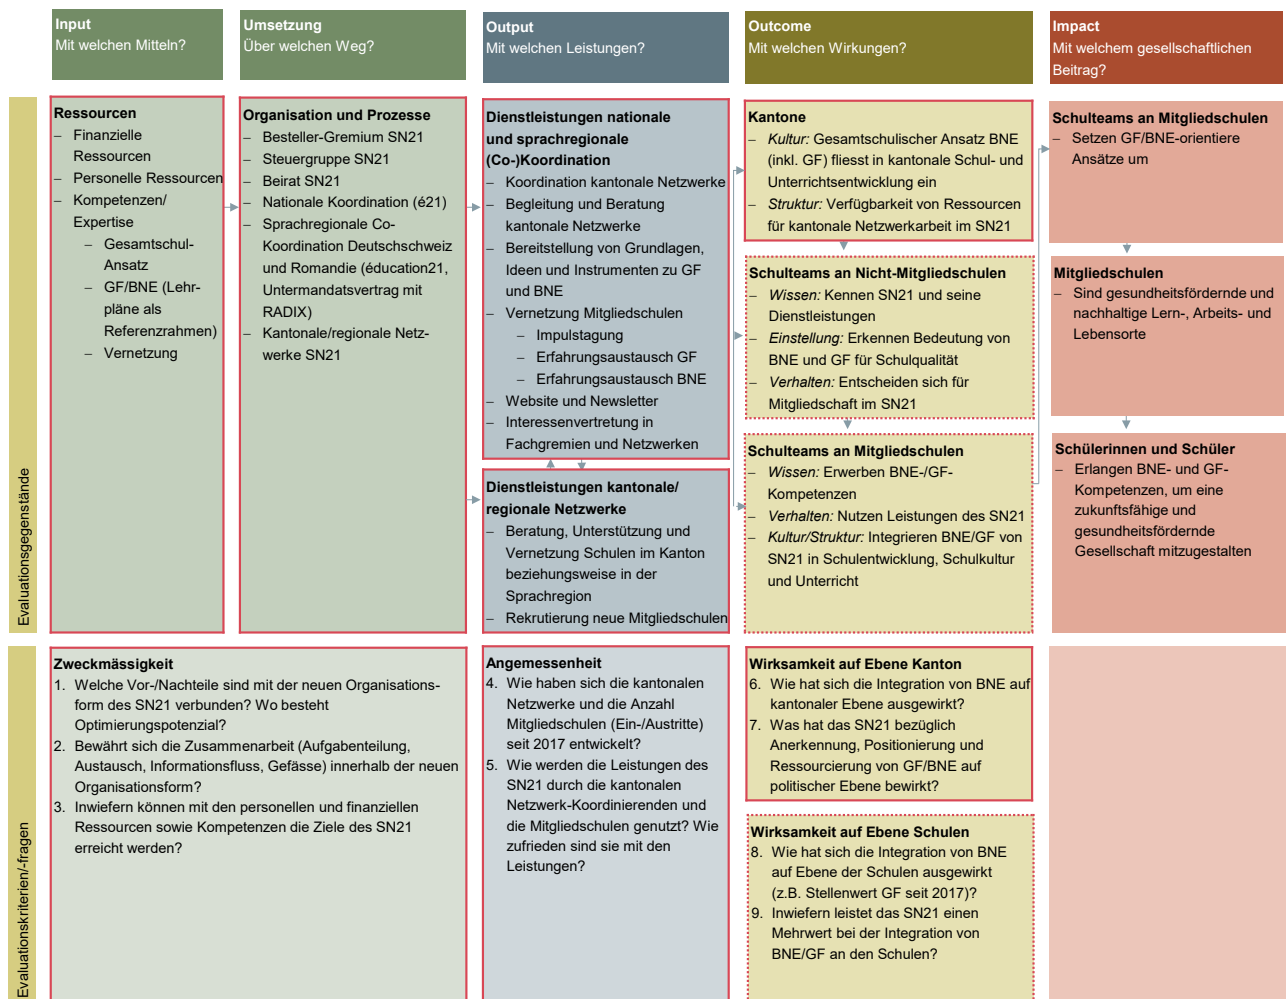 Input
Mit welchen Mitteln?
Umsetzung
Über welchen Weg?
Output
Mit welchen Leistungen?
Outcome
Mit welchen Wirkungen?
Impact
Mit welchem gesellschaftlichen
Beitrag?
Evaluationsgegenstände
Ressourcen
– Finanzielle
Ressourcen
– Personelle Ressourcen
– Kompetenzen/
Expertise
– Gesamtschul-
Ansatz
– GF/BNE (Lehr-
pläne als
Referenzrahmen)
– Vernetzung
Organisation und Prozesse
– Besteller-Gremium SN21
– Steuergruppe SN21
– Beirat SN21
– Nationale Koordination (é21)
– Sprachregionale Co-
Koordination Deutschschweiz
und Romandie (éducation21,
Untermandatsvertrag mit
RADIX)
– Kantonale/regionale Netz-
werke SN21
Dienstleistungen nationale
und sprachregionale
(Co-)Koordination
– Koordination kantonale Netzwerke
– Begleitung und Beratung
kantonale Netzwerke
– Bereitstellung von Grundlagen,
Ideen und Instrumenten zu GF
und BNE
– Vernetzung Mitgliedschulen
– Impulstagung
– Erfahrungsaustausch GF
– Erfahrungsaustausch BNE
– Website und Newsletter
– Interessenvertretung in
Fachgremien und Netzwerken
Dienstleistungen kantonale/
regionale Netzwerke
– Beratung, Unterstützung und
Vernetzung Schulen im Kanton
beziehungsweise in der
Sprachregion
– Rekrutierung neue Mitgliedschulen
Kantone
– Kultur: Gesamtschulischer Ansatz BNE
(inkl. GF) fliesst in kantonale Schul- und
Unterrichtsentwicklung ein
– Struktur: Verfügbarkeit von Ressourcen
für kantonale Netzwerkarbeit im SN21
Schulteams an Nicht-Mitgliedschulen
– Wissen: Kennen SN21 und seine
Dienstleistungen
– Einstellung: Erkennen Bedeutung von
BNE und GF für Schulqualität
– Verhalten: Entscheiden sich für
Mitgliedschaft im SN21
Schulteams an Mitgliedschulen
– Wissen: Erwerben BNE-/GF-
Kompetenzen
– Verhalten: Nutzen Leistungen des SN21
– Kultur/Struktur: Integrieren BNE/GF von
SN21 in Schulentwicklung, Schulkultur
und Unterricht
Schulteams an Mitgliedschulen
– Setzen GF/BNE-orientiere
Ansätze um
Mitgliedschulen
– Sind gesundheitsfördernde und
nachhaltige Lern-, Arbeits- und
Lebensorte
Schülerinnen und Schüler
– Erlangen BNE- und GF-
Kompetenzen, um eine
zukunftsfähige und
gesundheitsfördernde
Gesellschaft mitzugestalten
Evaluationskriterien/-fragen
Zweckmässigkeit
1. Welche Vor-/Nachteile sind mit der neuen Organisations-
form des SN21 verbunden? Wo besteht
Optimierungspotenzial?
2. Bewährt sich die Zusammenarbeit (Aufgabenteilung,
Austausch, Informationsfluss, Gefässe) innerhalb der neuen
Organisationsform?
3. Inwiefern können mit den personellen und finanziellen
Ressourcen sowie Kompetenzen die Ziele des SN21
erreicht werden?
Angemessenheit
4. Wie haben sich die kantonalen
Netzwerke und die Anzahl
Mitgliedschulen (Ein-/Austritte)
seit 2017 entwickelt?
5. Wie werden die Leistungen des
SN21 durch die kantonalen
Netzwerk-Koordinierenden und
die Mitgliedschulen genutzt? Wie
zufrieden sind sie mit den
Leistungen?
Wirksamkeit auf Ebene Kanton
6. Wie hat sich die Integration von BNE auf
kantonaler Ebene ausgewirkt?
7. Was hat das SN21 bezüglich
Anerkennung, Positionierung und
Ressourcierung von GF/BNE auf
politischer Ebene bewirkt?
Wirksamkeit auf Ebene Schulen
8. Wie hat sich die Integration von BNE
auf Ebene der Schulen ausgewirkt
(z.B. Stellenwert GF seit 2017)?
9. Inwiefern leistet das SN21 einen
Mehrwert bei der Integration von
BNE/GF an den Schulen?